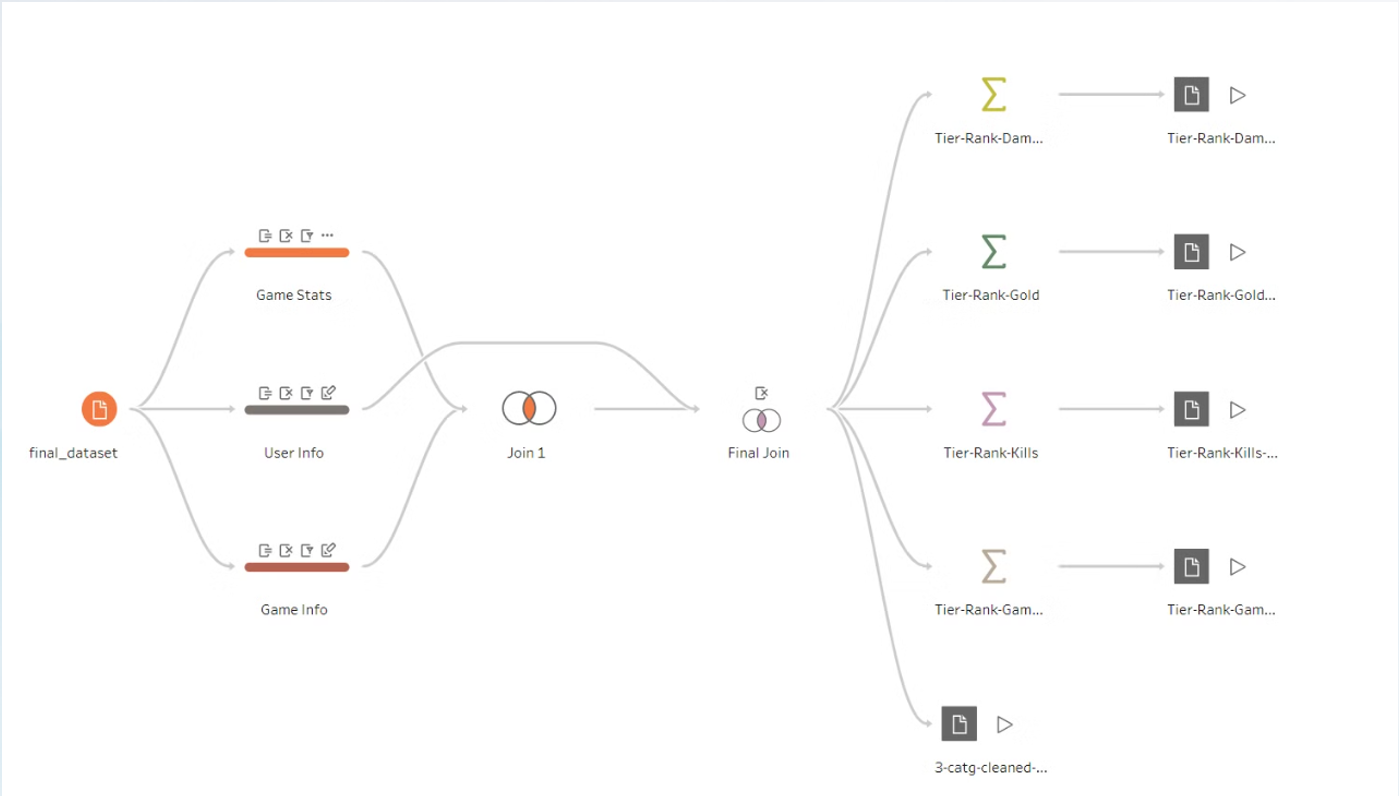 Tier-Rank-Dam...
Tier-Rank-Dam...
Game Stats
Tier-Rank-Gold
Tier-Rank-Gold...
final_dataset
User Info
Join 1
Final Join
Tier-Rank-Kills
Tier-Rank-Kills-...
Game Info
Tier-Rank-Gam...
Tier-Rank-Gam...
3-catg-cleaned-...